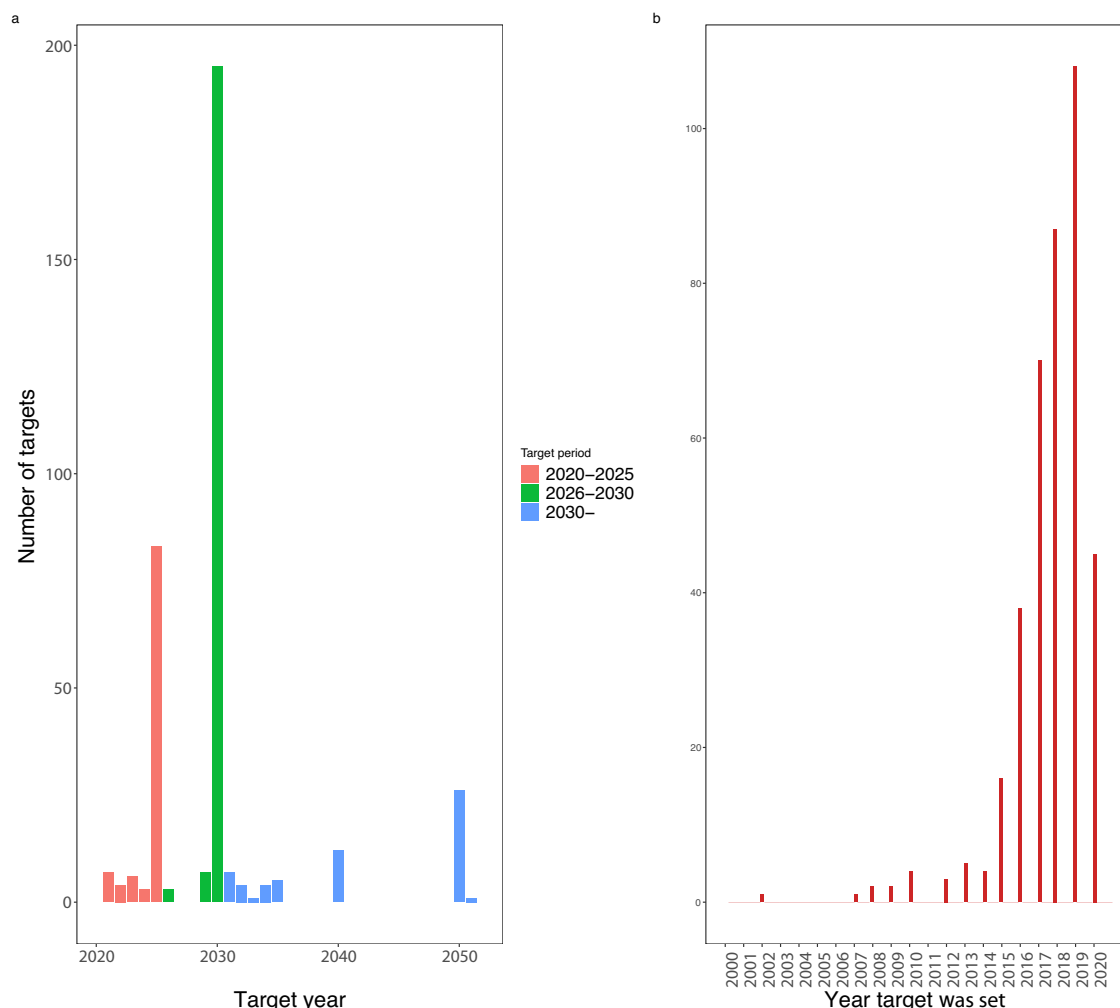 a
Number of targets
200
150
100
50
0
2020 2030 2040 2050
Target year
Target period
2020–2025
2026–2030
2030–
b
100
80
60
40
20
0
2000 2001 2002 2003 2004 2005 2006 2007 2008 2009 2010 2011 2012 2013 2014 2015 2016 2017 2018 2019 2020
Year target was set